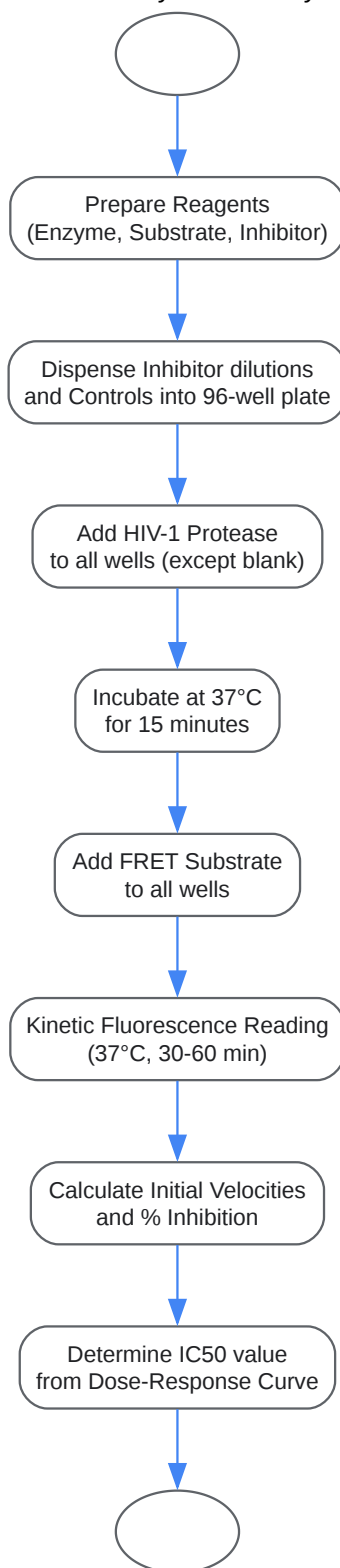 Prepare Reagents
(Enzyme, Substrate, Inhibitor)
Dispense Inhibitor dilutions
and Controls into 96-well plate
Add HIV-1 Protease
to all wells (except blank)
Incubate at 37°C
for 15 minutes
Add FRET Substrate
to all wells
Kinetic Fluorescence Reading
(37°C, 30-60 min)
Calculate Initial Velocities
and % Inhibition
Determine IC50 value
from Dose-Response Curve